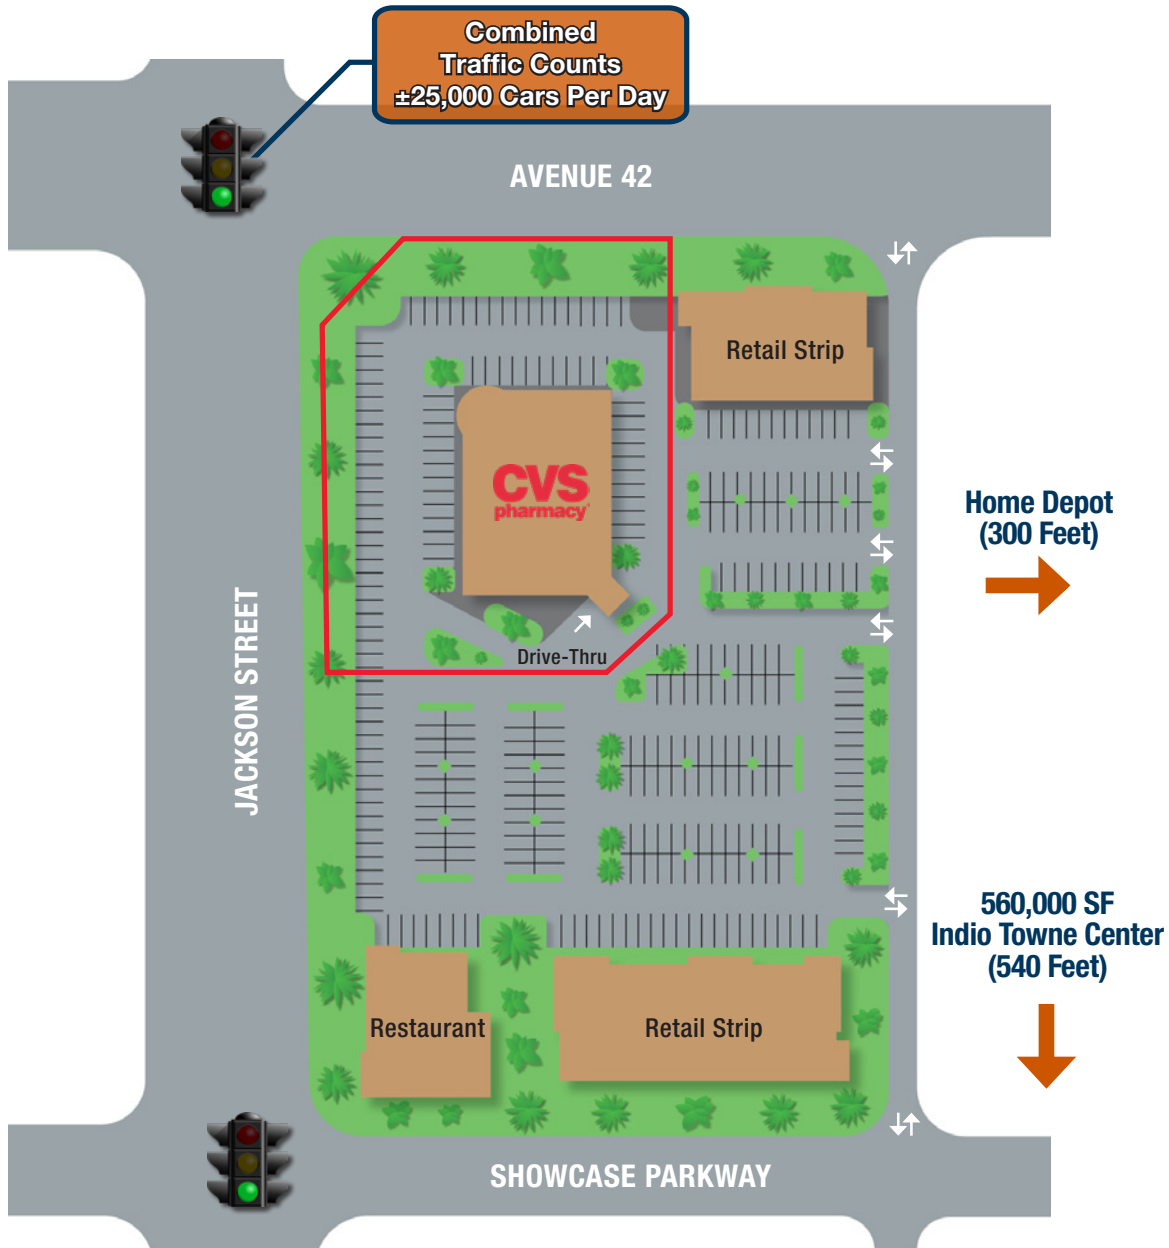 Combined
Traffic Counts
±25,000 Cars Per Day
AVENUE 42
Retail Strip
CVS
pharmacy
Home Depot
(300 Feet)
Drive-Thru
JACKSON STREET
560,000 SF
Indio Towne Center
(540 Feet)
Restaurant
Retail Strip
SHOWCASE PARKWAY